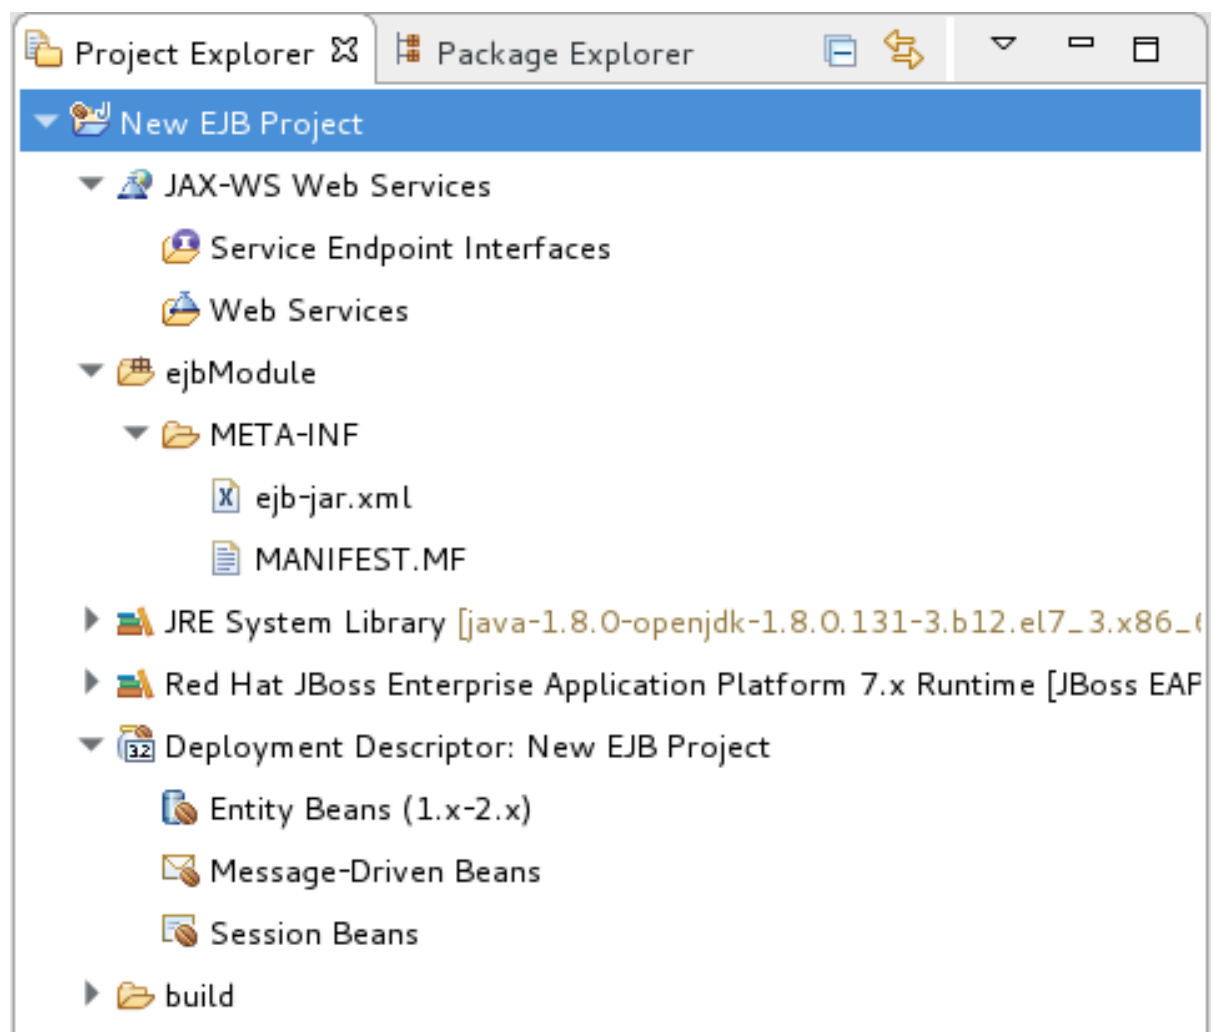 Project Explorer Package Explorer
New EJB Project
JAX-WS Web Services
Service Endpoint Interfaces
Web Services
ejbModule
META-INF
ejb-jar.xml
MANIFEST.MF
JRE System Library [java-1.8.0-openjdk-1.8.0.131-3.b12.el7_3.x86_6
Red Hat JBoss Enterprise Application Platform 7.x Runtime [JBoss EAP
Deployment Descriptor: New EJB Project
Entity Beans (1.x-2.x)
Message-Driven Beans
Session Beans
build